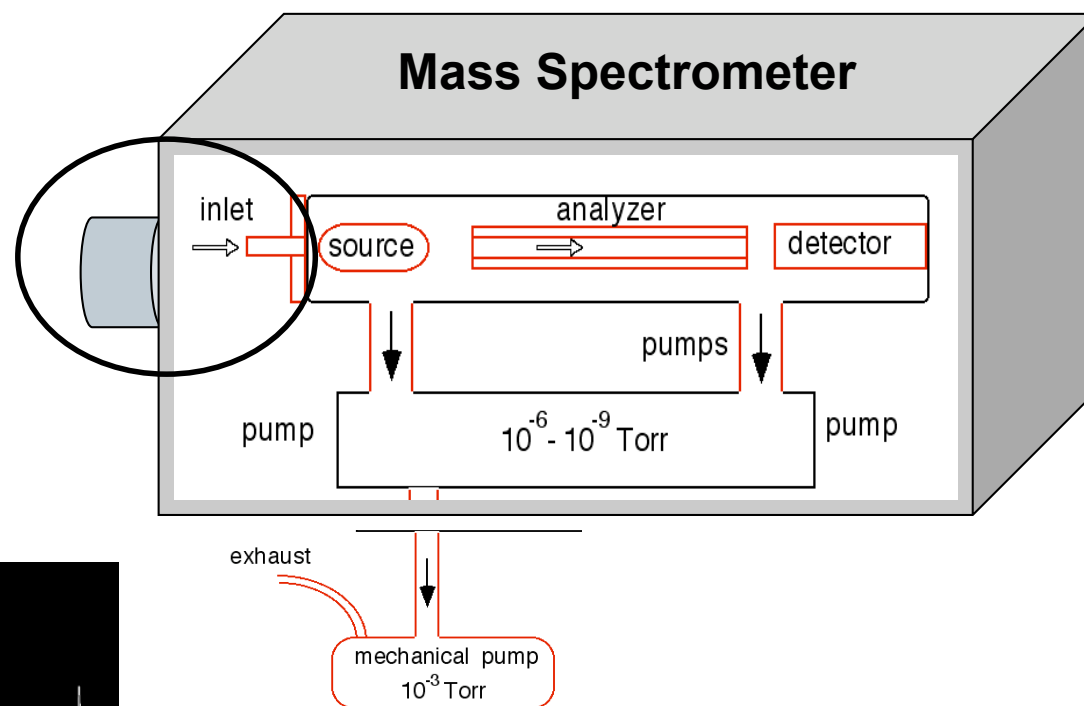 Mass Spectrometer
inlet
source
analyzer
detector
pumps
pump
10⁻⁶- 10⁻⁹ Torr
pump
exhaust
mechanical pump
10⁻³ Torr